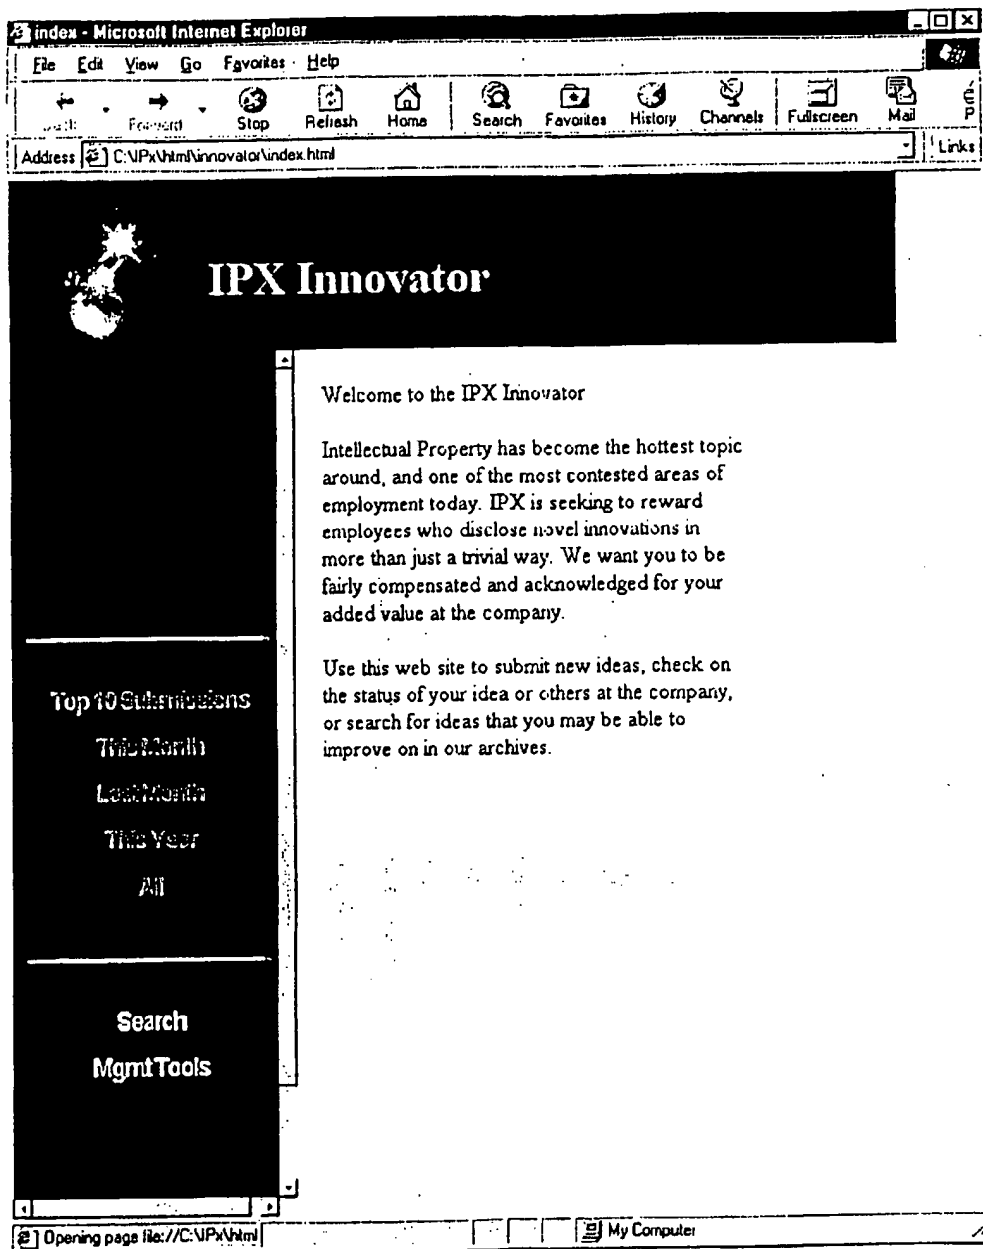 index - Microsoft Internet Explorer
File Edit View Go Favorites Help
Forward Stop Refresh Home Search Favorites History Channels Fullscreen Mail P
Address C:\IPx\html\innovator\index.html Links
IPX Innovator
Welcome to the IPX Innovator
Intellectual Property has become the hottest topic
around, and one of the most contested areas of
employment today. IPX is seeking to reward
employees who disclose novel innovations in
more than just a trivial way. We want you to be
fairly compensated and acknowledged for your
added value at the company.
Use this web site to submit new ideas, check on
the status of your idea or others at the company,
or search for ideas that you may be able to
improve on in our archives.
Top 10 Submissions
This Month
Last Month
This Year
All
Search
Mgmt Tools
Opening page file://C:\IPx\html My Computer